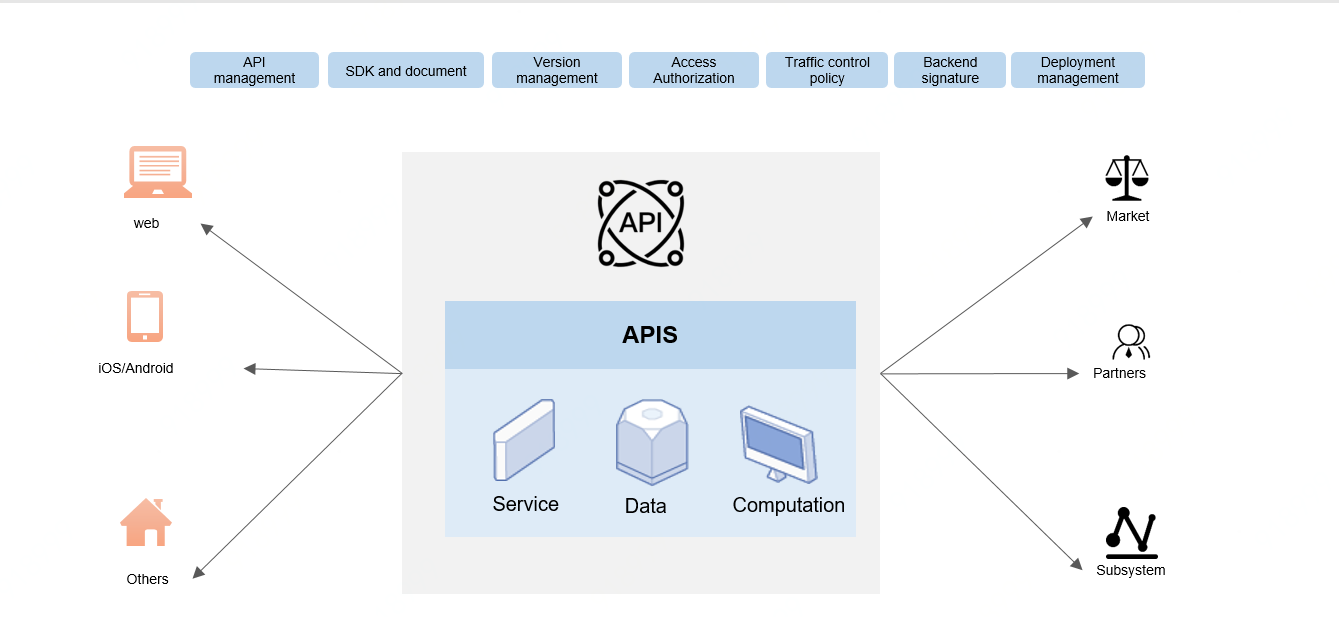 API
management
SDK and document
Version
management
Access
Authorization
Traffic control
policy
Backend
signature
Deployment
management
web
iOS/Android
Others
API
APIS
Service
Data
Computation
Market
Partners
Subsystem